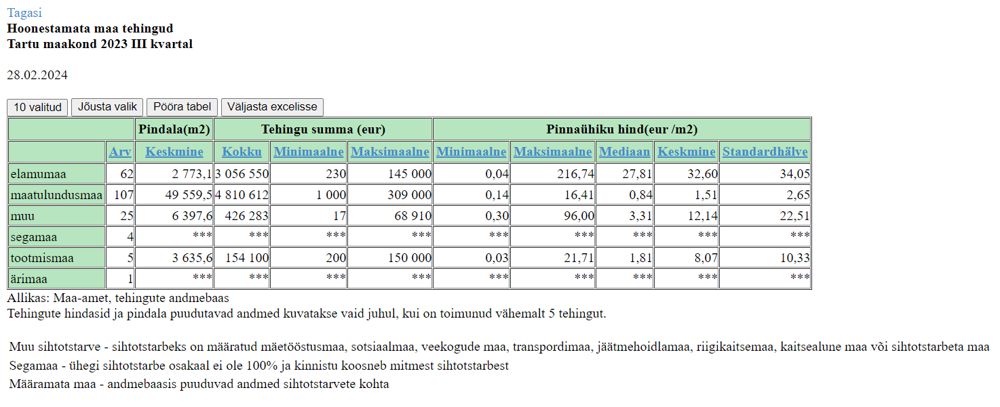 Tagasi
Hoonestamata maa tehingud
Tartu maakond 2023 III kvartal
28.02.2024
10 valitud Jõusta valik Pööra tabel Väljasta excelisse
Pindala(m2) Tehingu summa (eur) Pinnaühiku hind(eur /m2)
Arv Keskmine Kokku Minimaalne Maksimaalne Minimaalne Maksimaalne Mediaan Keskmine Standardhälve
elamumaa 62 2 773,1 3 056 550 230 145 000 0,04 216,74 27,81 32,60 34,05
maatulundusmaa 107 49 559,5 4 810 612 1 000 309 000 0,14 16,41 0,84 1,51 2,65
muu 25 6 397,6 426 283 17 68 910 0,30 96,00 3,31 12,14 22,51
segamaa 4 *** *** *** *** *** *** *** *** ***
tootmismaa 5 3 635,6 154 100 200 150 000 0,03 21,71 1,81 8,07 10,33
ärimaa 1 *** *** *** *** *** *** *** *** ***
Allikas: Maa-amet, tehingute andmebaas
Tehingute hindasid ja pindala puudutavad andmed kuvatakse vaid juhul, kui on toimunud vähemalt 5 tehingut.
Muu sihtotstarve - sihtotstarbeks on määratud mäetööstusmaa, sotsiaalmaa, veekogude maa, transpordimaa, jäätmehoidlamaa, riigikaitsemaa, kaitsealune maa või sihtotstarbeta maa
Segamaa - ühegi sihtotstarbe osakaal ei ole 100% ja kinnistu koosneb mitmest sihtotstarbest
Määramata maa - andmebaasis puuduvad andmed sihtotstarvete kohta